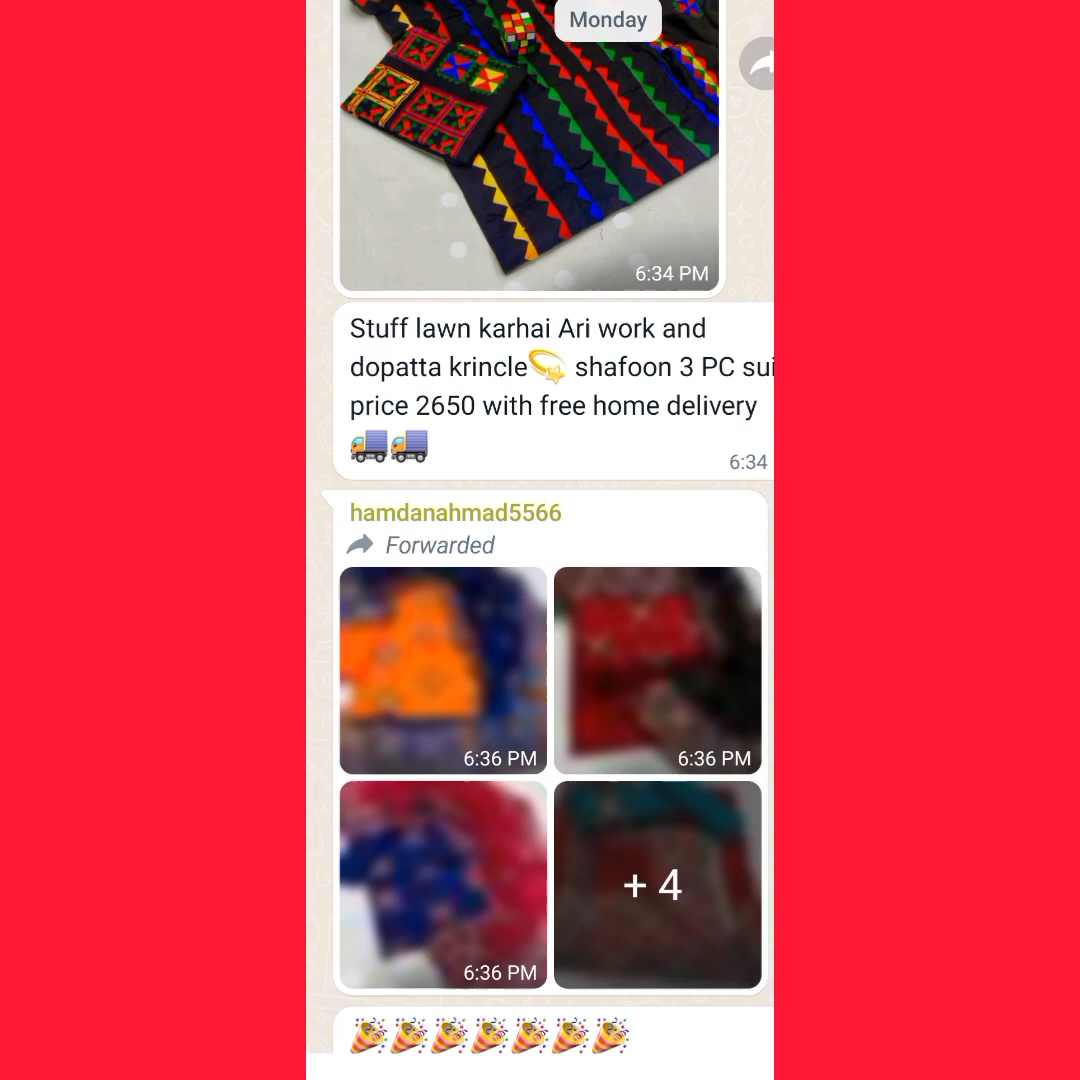 Monday
6:34 PM
Stuff lawn karhai Ari work and
dopatta krincle💫 shafoon 3 PC sui
price 2650 with free home delivery
🚚🚚
6:34
hamdanahmad5566
Forwarded
6:36 PM 6:36 PM
6:36 PM + 4
🎉🎉🎉🎉🎉🎉🎉